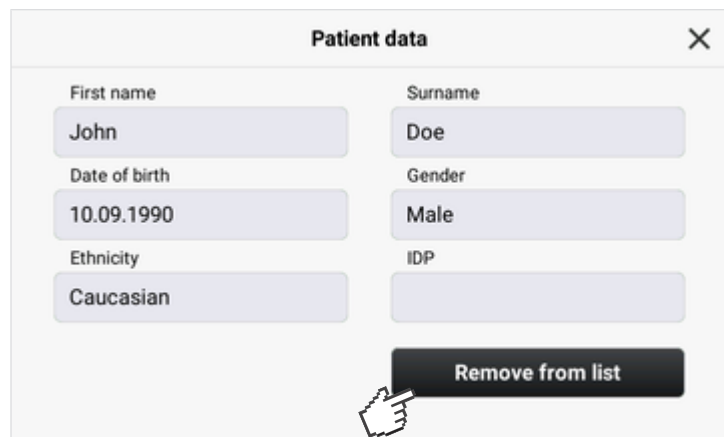 Patient data
First name
Surname
John
Doe
Date of birth
Gender
10.09.1990
Male
Ethnicity
IDP
Caucasian
Remove from list